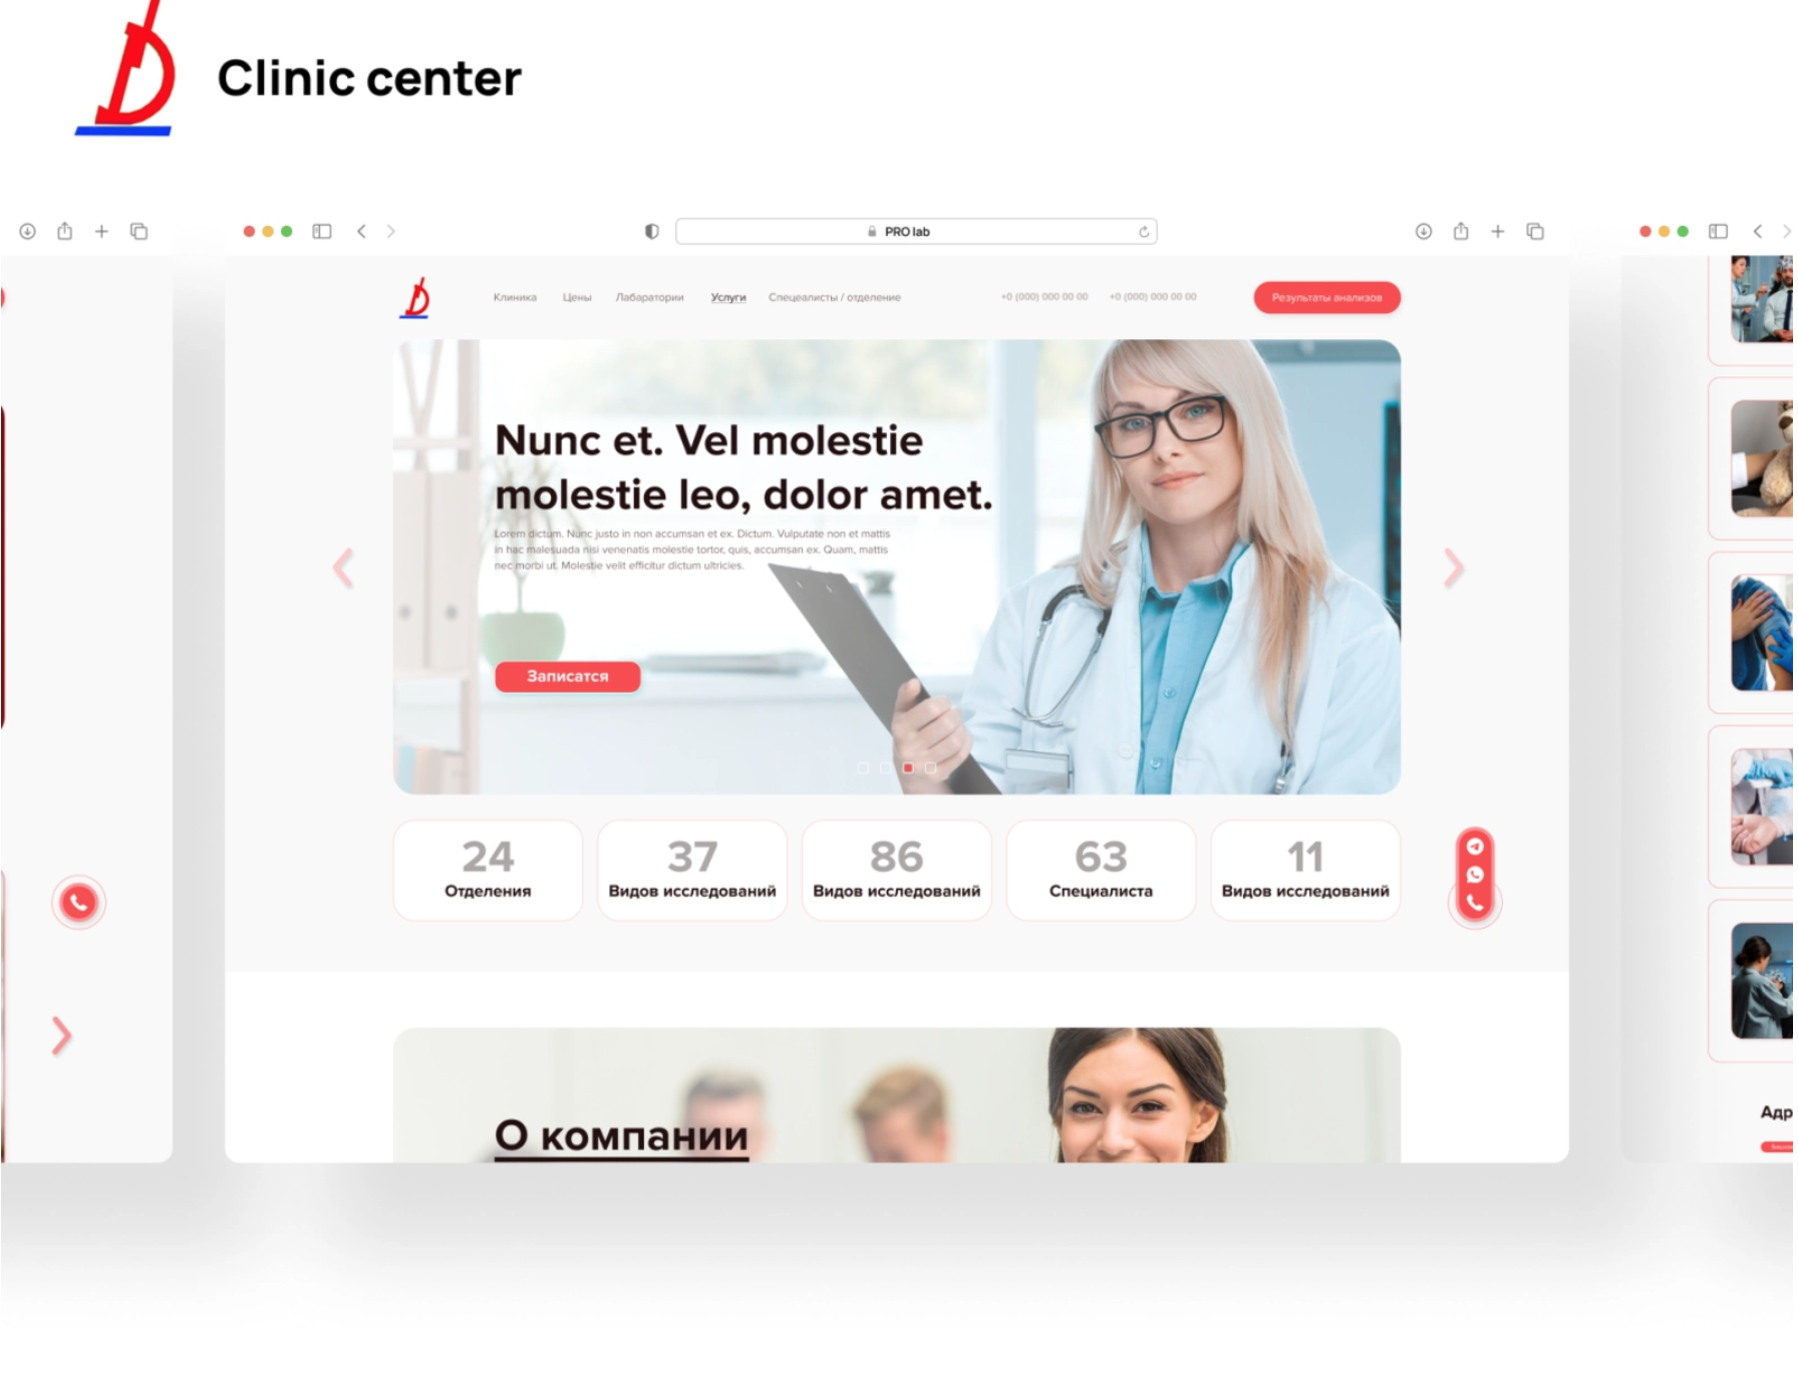 Clinic center
PRO lab
Клиника Цены Лабаратории Услуги Спецеалисты / отделение +0 (000) 000 00 00 +0 (000) 000 00 00 Результаты анализов
Nunc et. Vel molestie
molestie leo, dolor amet.
Lorem dictum. Nunc justo in non accumsan et ex. Dictum. Vulputate non et mattis
in hac malesuada nisi venenatis molestie tortor, quis, accumsan ex. Quam, mattis
nec morbi ut. Molestie velit efficitur dictum ultricies.
Записатся
24 37 86 63 11
Отделения Видов исследований Видов исследований Специалиста Видов исследований
О компании
Адр